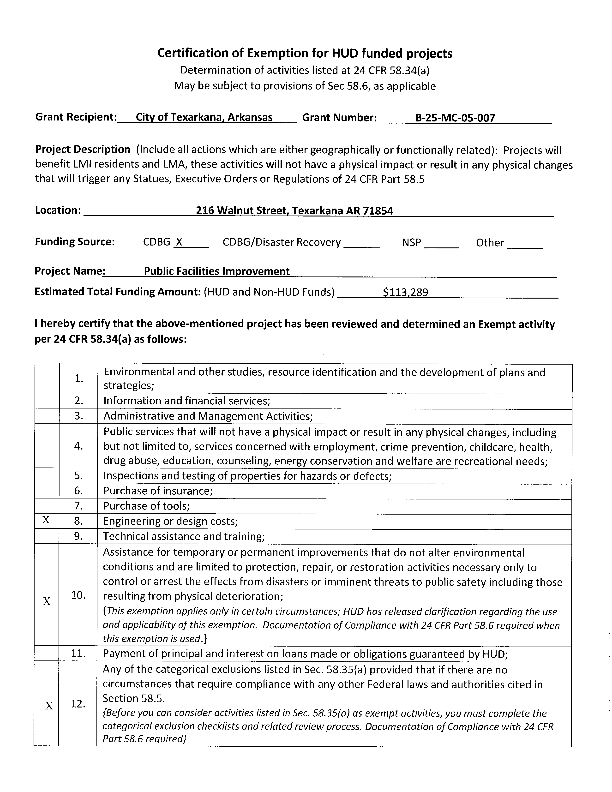 Certification of Exemption for HUD funded projects
Determination of activities listed at 24 CFR 58.34(a)
May be subject to provisions of Sec 58.6, as applicable
Grant Recipient: City of Texarkana, Arkansas Grant Number: B-25-MC-05-007
Project Description (Include all actions which are either geographically or functionally related): Projects will
benefit LMI residents and LMA, these activities will not have a physical impact or result in any physical changes
that will trigger any Statues, Executive Orders or Regulations of 24 CFR Part 58.5
Location: 216 Walnut Street, Texarkana AR 71854
Funding Source: CDBG X CDBG/Disaster Recovery NSP Other
Project Name: Public Facilities Improvement
Estimated Total Funding Amount: (HUD and Non-HUD Funds) $113,289
I hereby certify that the above-mentioned project has been reviewed and determined an Exempt activity
per 24 CFR 58.34(a) as follows:
1. Environmental and other studies, resource identification and the development of plans and
strategies;
2. Information and financial services;
3. Administrative and Management Activities;
Public services that will not have a physical impact or result in any physical changes, including
4. but not limited to, services concerned with employment, crime prevention, childcare, health,
drug abuse, education, counseling, energy conservation and welfare are recreational needs;
5. Inspections and testing of properties for hazards or defects;
6. Purchase of insurance;
7. Purchase of tools;
X 8. Engineering or design costs;
9. Technical assistance and training;
Assistance for temporary or permanent improvements that do not alter environmental
conditions and are limited to protection, repair, or restoration activities necessary only to
control or arrest the effects from disasters or imminent threats to public safety including those
X 10. resulting from physical deterioration;
{This exemption applies only in certain circumstances; HUD has released clarification regarding the use
and applicability of this exemption. Documentation of Compliance with 24 CFR Part 58.6 required when
this exemption is used.}
11. Payment of principal and interest on loans made or obligations guaranteed by HUD;
Any of the categorical exclusions listed in Sec. 58.35(a) provided that if there are no
circumstances that require compliance with any other Federal laws and authorities cited in
X 12. Section 58.5.
{Before you can consider activities listed in Sec. 58.35(a) as exempt activities, you must complete the
categorical exclusion checklists and related review process. Documentation of Compliance with 24 CFR
Part 58.6 required}